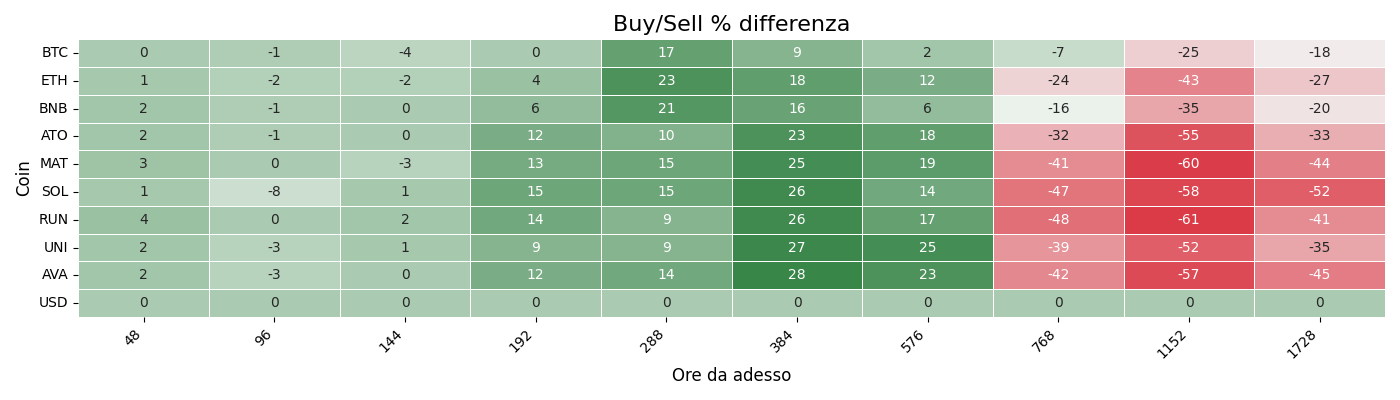 Buy/Sell % differenza
Coin
BTC 0 -1 -4 0 17 9 2 -7 -25 -18
ETH 1 -2 -2 4 23 18 12 -24 -43 -27
BNB 2 -1 0 6 21 16 6 -16 -35 -20
ATO 2 -1 0 12 10 23 18 -32 -55 -33
MAT 3 0 -3 13 15 25 19 -41 -60 -44
SOL 1 -8 1 15 15 26 14 -47 -58 -52
RUN 4 0 2 14 9 26 17 -48 -61 -41
UNI 2 -3 1 9 9 27 25 -39 -52 -35
AVA 2 -3 0 12 14 28 23 -42 -57 -45
USD 0 0 0 0 0 0 0 0 0 0
48 96 144 192 288 384 576 768 1152 1728
Ore da adesso